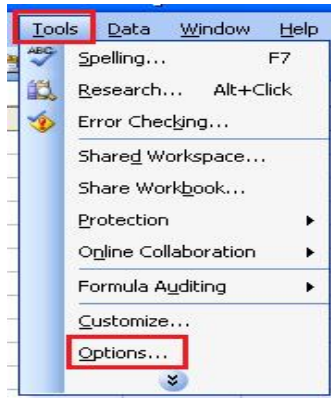 Tools Data Window Help
ABC
Spelling... F7
Research... Alt+Click
Error Checking...
Shared Workspace...
Share Workbook...
Protection
Online Collaboration
Formula Auditing
Customize...
Options...